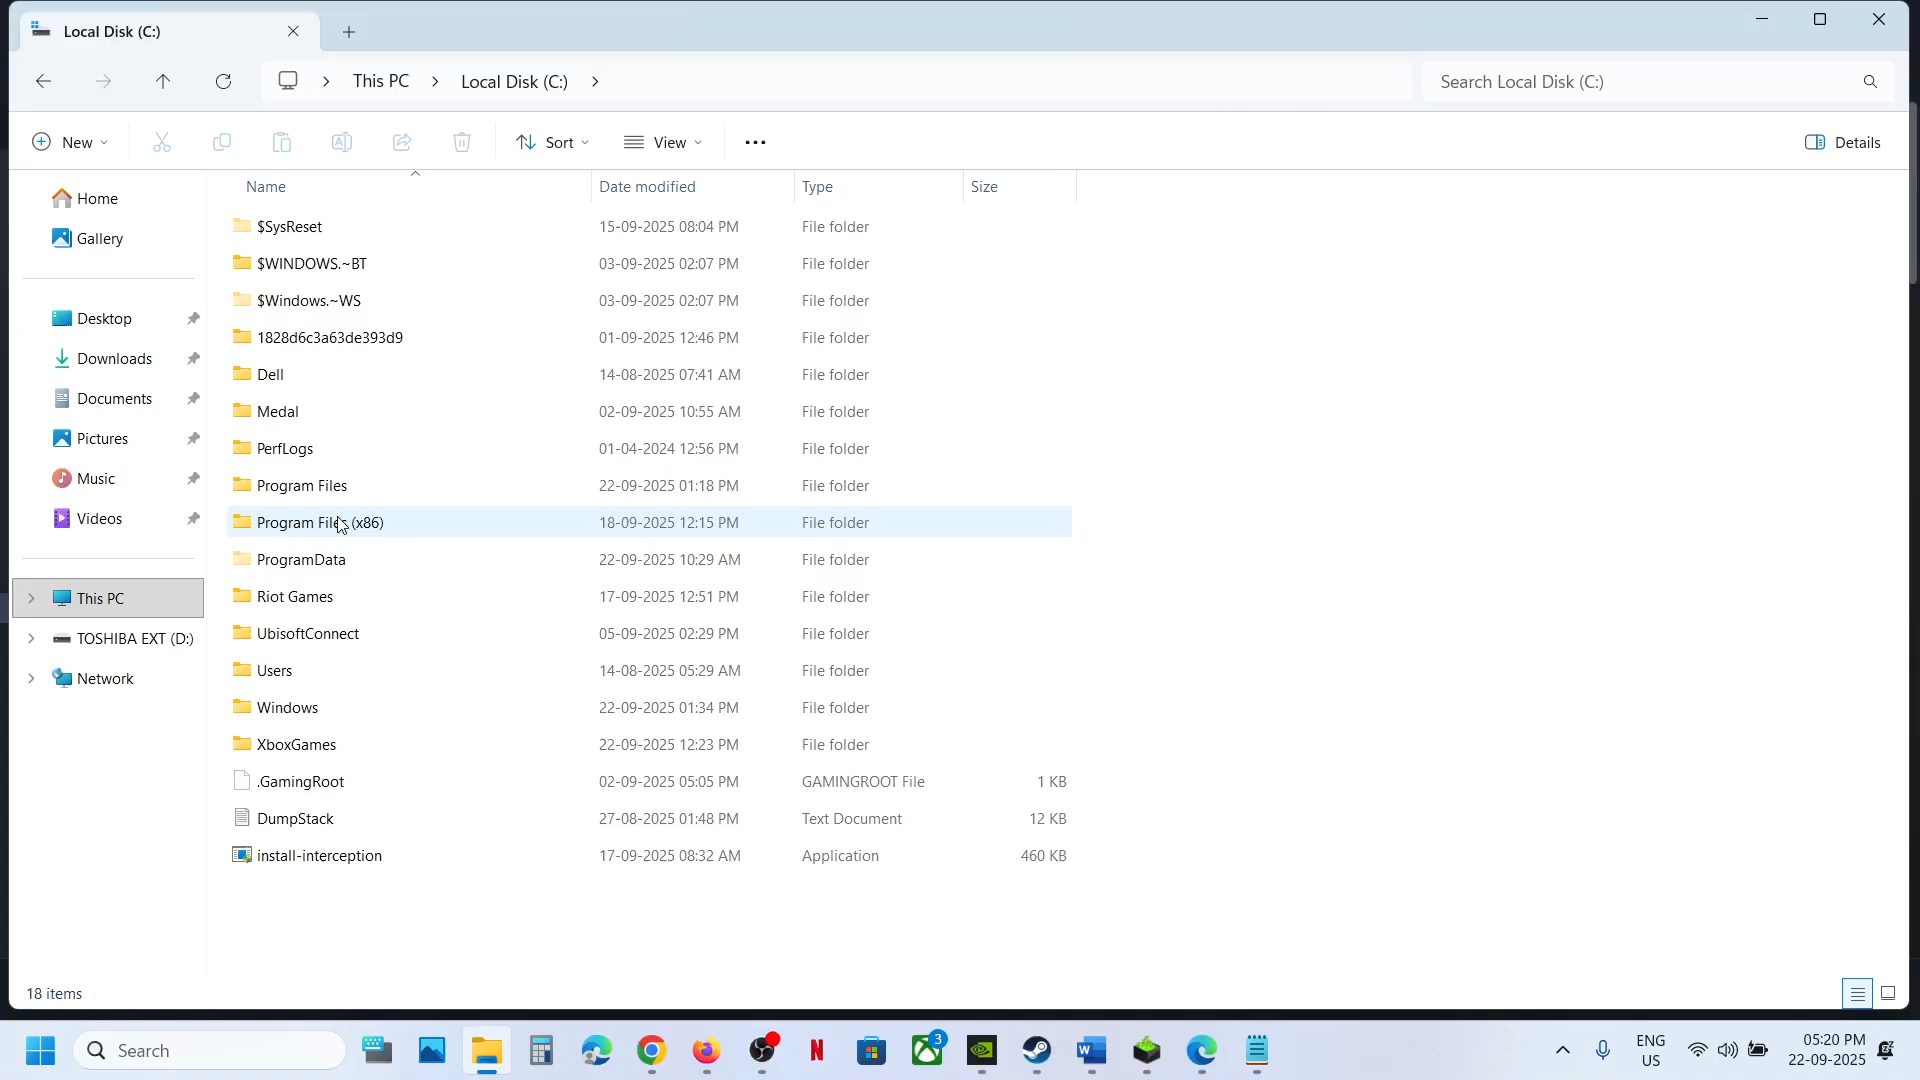 Local Disk (C:)
This PC
Local Disk (C:)
Search Local Disk (C:)
New
Sort
View
Details
Name
Date modified
Type
Size
Home
Gallery
Desktop
Downloads
Documents
Pictures
Music
Videos
This PC
TOSHIBA EXT (D:)
Network
$SysReset 15-09-2025 08:04 PM File folder
$WINDOWS.~BT 03-09-2025 02:07 PM File folder
$Windows.~WS 03-09-2025 02:07 PM File folder
1828d6c3a63de393d9 01-09-2025 12:46 PM File folder
Dell 14-08-2025 07:41 AM File folder
Medal 02-09-2025 10:55 AM File folder
PerfLogs 01-04-2024 12:56 PM File folder
Program Files 22-09-2025 01:18 PM File folder
Program Files (x86) 18-09-2025 12:15 PM File folder
ProgramData 22-09-2025 10:29 AM File folder
Riot Games 17-09-2025 12:51 PM File folder
UbisoftConnect 05-09-2025 02:29 PM File folder
Users 14-08-2025 05:29 AM File folder
Windows 22-09-2025 01:34 PM File folder
XboxGames 22-09-2025 12:23 PM File folder
.GamingRoot 02-09-2025 05:05 PM GAMINGROOT File 1 KB
DumpStack 27-08-2025 01:48 PM Text Document 12 KB
install-interception 17-09-2025 08:32 AM Application 460 KB
18 items
Search
N
3
W
ENG
US
05:20 PM
22-09-2025